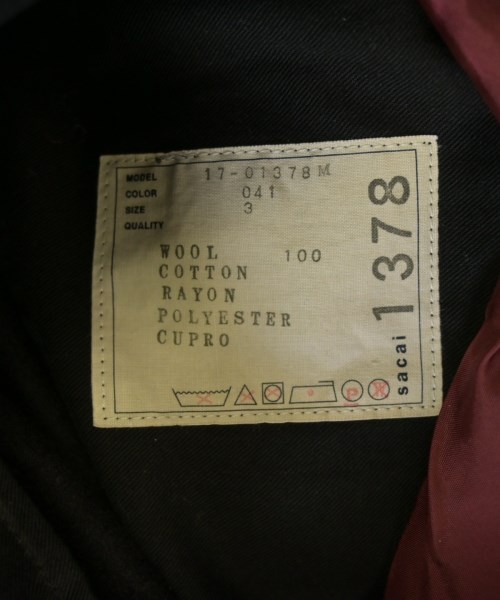 MODEL 17-01378M
COLOR 041
SIZE 3
QUALITY
WOOL 100
COTTON
RAYON
POLYESTER
CUPRO
P
sacai 1378